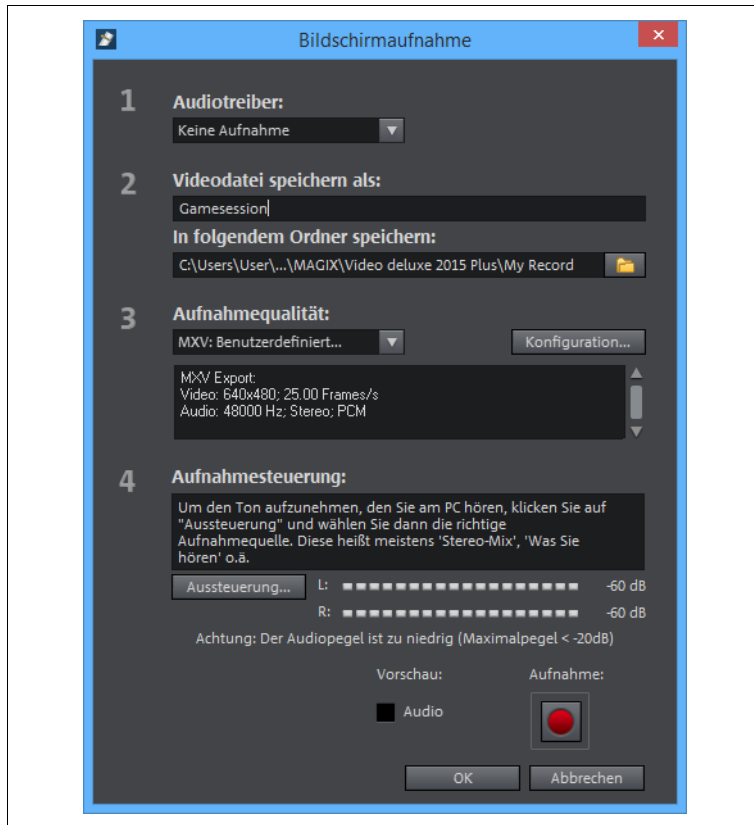 Bildschirmaufnahme
1
Audiotreiber:
Keine Aufnahme
2
Videodatei speichern als:
Gamesession
In folgendem Ordner speichern:
C:\Users\User\...\MAGIX\Video deluxe 2015 Plus\My Record
3
Aufnahmequalität:
MXV: Benutzerdefiniert...
Konfiguration...
MXV Export:
Video: 640x480; 25.00 Frames/s
Audio: 48000 Hz; Stereo; PCM
4
Aufnahmesteuerung:
Um den Ton aufzunehmen, den Sie am PC hören, klicken Sie auf
"Aussteuerung" und wählen Sie dann die richtige
Aufnahmequelle. Diese heißt meistens 'Stereo-Mix', 'Was Sie
hören' o.ä.
Aussteuerung...
L: -60 dB
R: -60 dB
Achtung: Der Audiopegel ist zu niedrig (Maximalpegel < -20dB)
Vorschau:
Aufnahme:
Audio
OK
Abbrechen